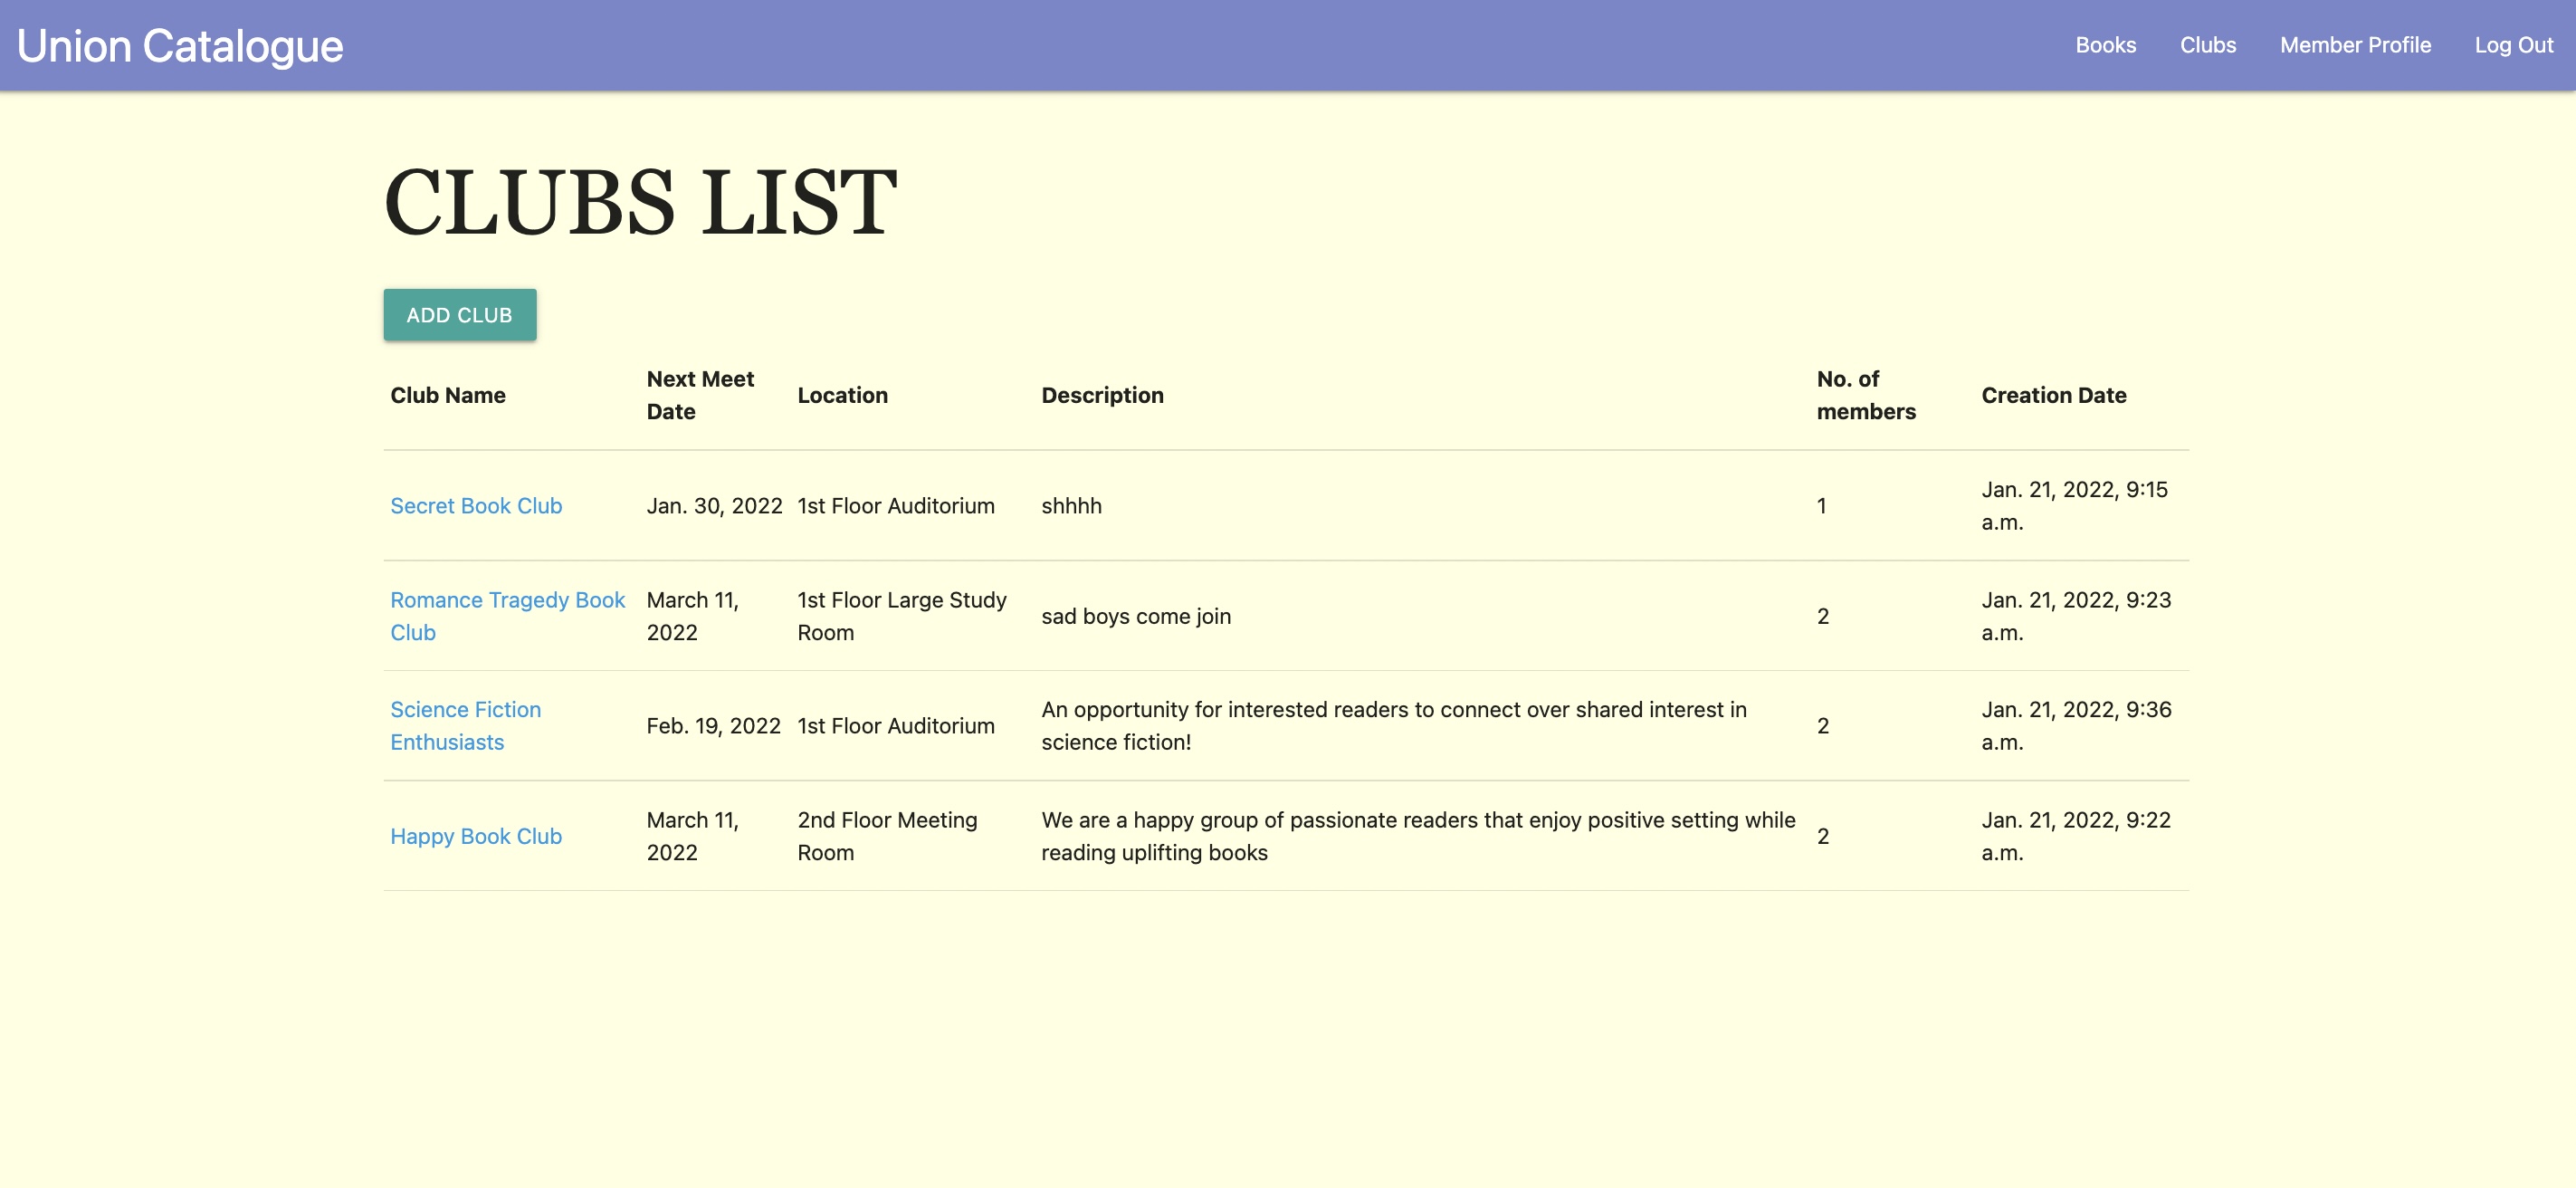 Union Catalogue
Books Clubs Member Profile Log Out
CLUBS LIST
ADD CLUB
Club Name
Next Meet
Date
Location
Description
No. of
members
Creation Date
Secret Book Club
Jan. 30, 2022
1st Floor Auditorium
shhhh
1
Jan. 21, 2022, 9:15
a.m.
Romance Tragedy Book
Club
March 11,
2022
1st Floor Large Study
Room
sad boys come join
2
Jan. 21, 2022, 9:23
a.m.
Science Fiction
Enthusiasts
Feb. 19, 2022
1st Floor Auditorium
An opportunity for interested readers to connect over shared interest in
science fiction!
2
Jan. 21, 2022, 9:36
a.m.
Happy Book Club
March 11,
2022
2nd Floor Meeting
Room
We are a happy group of passionate readers that enjoy positive setting while
reading uplifting books
2
Jan. 21, 2022, 9:22
a.m.